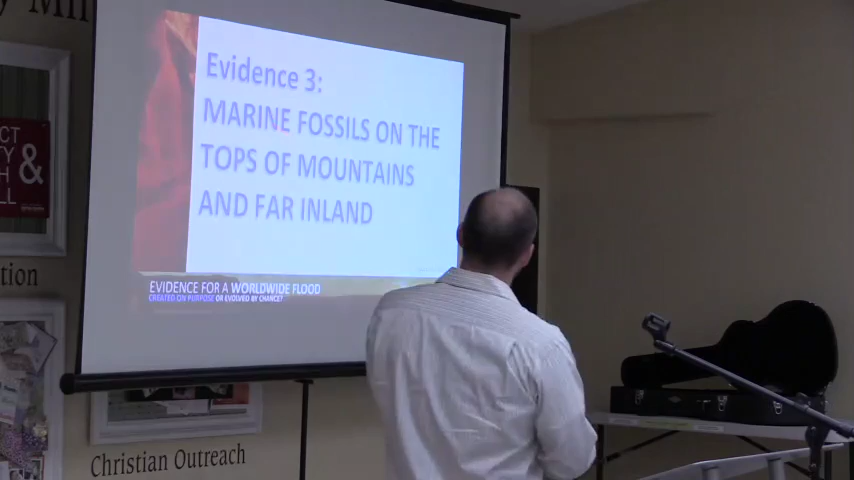 Evidence 3:
MARINE FOSSILS ON THE
TOPS OF MOUNTAINS
AND FAR INLAND
EVIDENCE FOR A WORLDWIDE FLOOD
CREATED ON PURPOSE OR EVOLVED BY CHANCE?
&
Christian Outreach